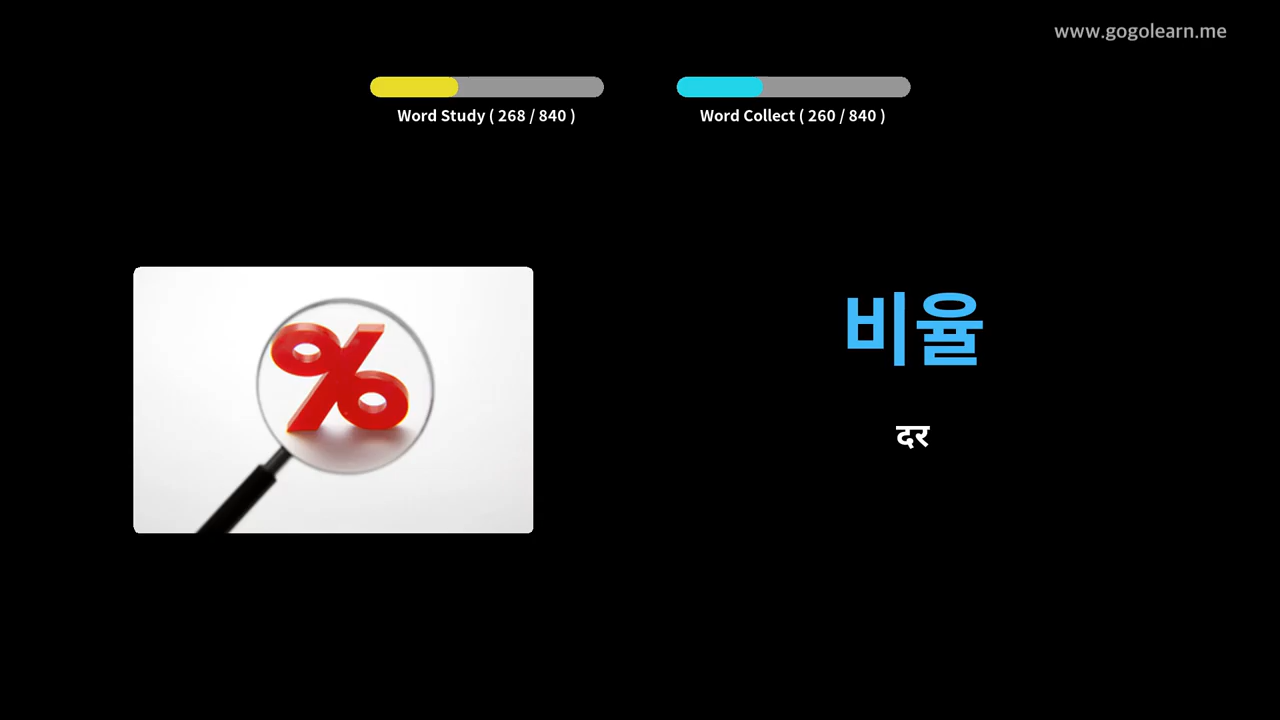 www.gogolearn.me
Word Study ( 268 / 840 )
Word Collect ( 260 / 840 )
%
비율
दर